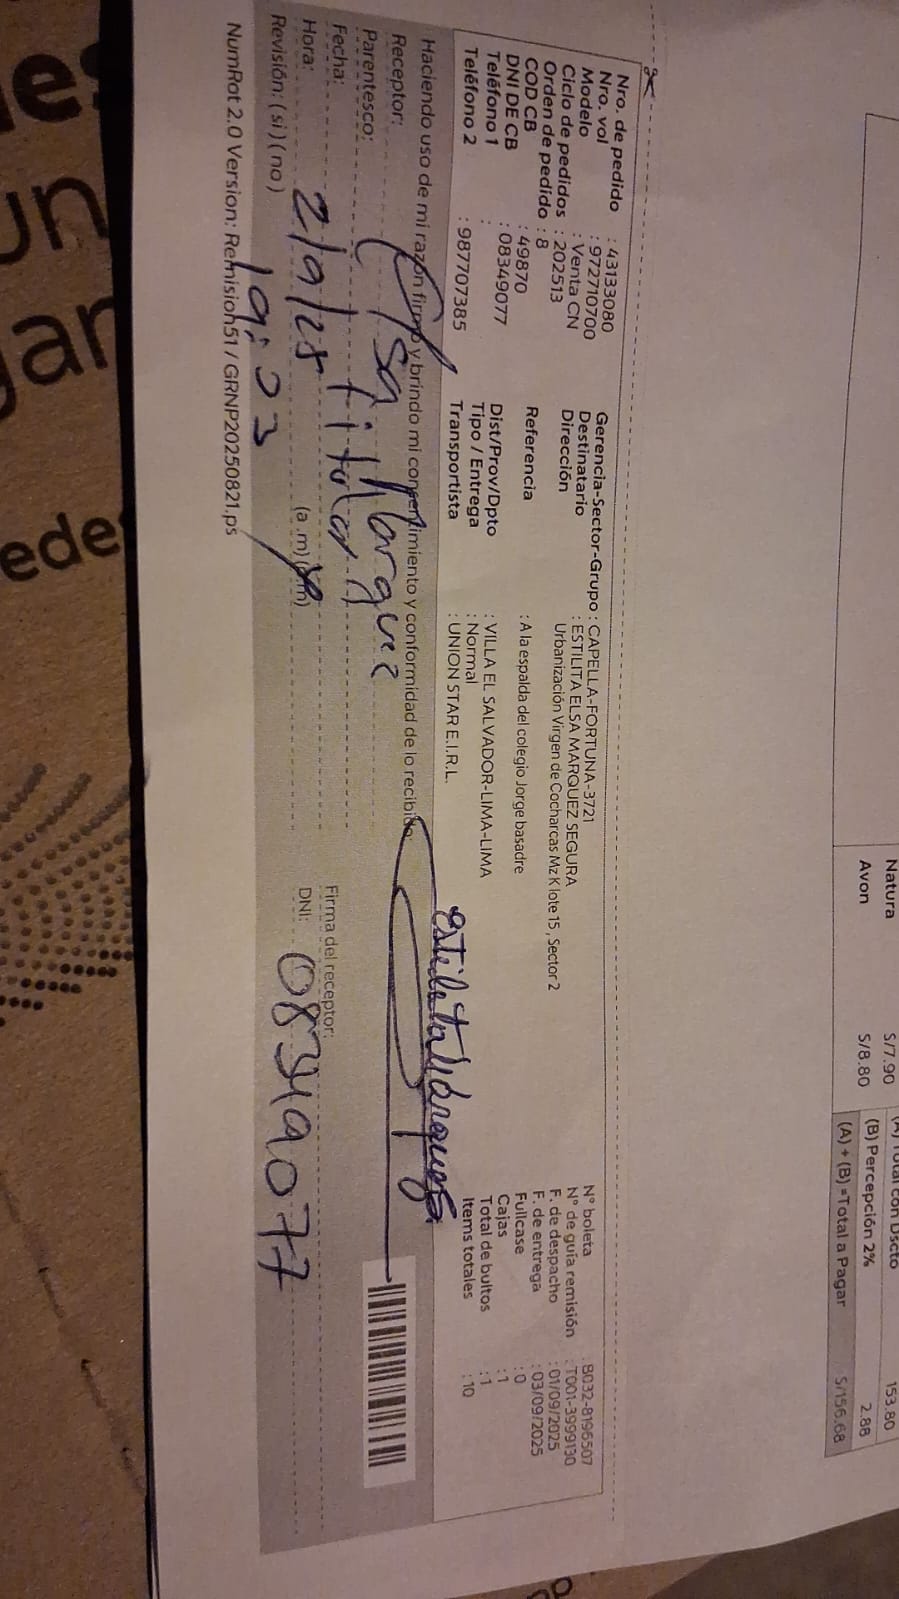 Natura S/7.90
Avon S/8.80
(A) Total con Dscto 153.80
(B) Percepción 2% 2.88
(A) + (B) =Total a Pagar S/156.68
Nro. de pedido : 43133080
Nro. vol : 972710700
Modelo : Venta CN
Ciclo de pedidos : 202513
Orden de pedido : 8
COD CB : 49870
DNI DE CB : 08349077
Teléfono 1 :
Teléfono 2 : 987707385
Gerencia-Sector-Grupo : CAPELLA-FORTUNA-3721
Destinatario : ESTILITA ELSA MARQUEZ SEGURA
Dirección Urbanización Virgen de Cocharcas Mz K lote 15 , Sector 2
Referencia : A la espalda del colegio Jorge basadre
Dist/Prov/Dpto : VILLA EL SALVADOR-LIMA-LIMA
Tipo / Entrega : Normal
Transportista : UNION STAR E.I.R.L.
N° boleta : B032-8196507
N° de guía remisión : T001-3999130
F. de despacho : 01/09/2025
F. de entrega : 03/09/2025
Fullcase : 0
Cajas : 1
Total de bultos : 1
Items totales : 10
Haciendo uso de mi razón firmo y brindo mi consentimiento y conformidad de lo recibido:
Receptor: Marquez
Parentesco: titular
Fecha: 2/9/25
Hora: 19:03 (a .m)
Revisión: ( si ) ( no )
Firma del receptor:
DNI: 08349077
NumRot 2.0 Version: Remision51 / GRNP20250821.ps